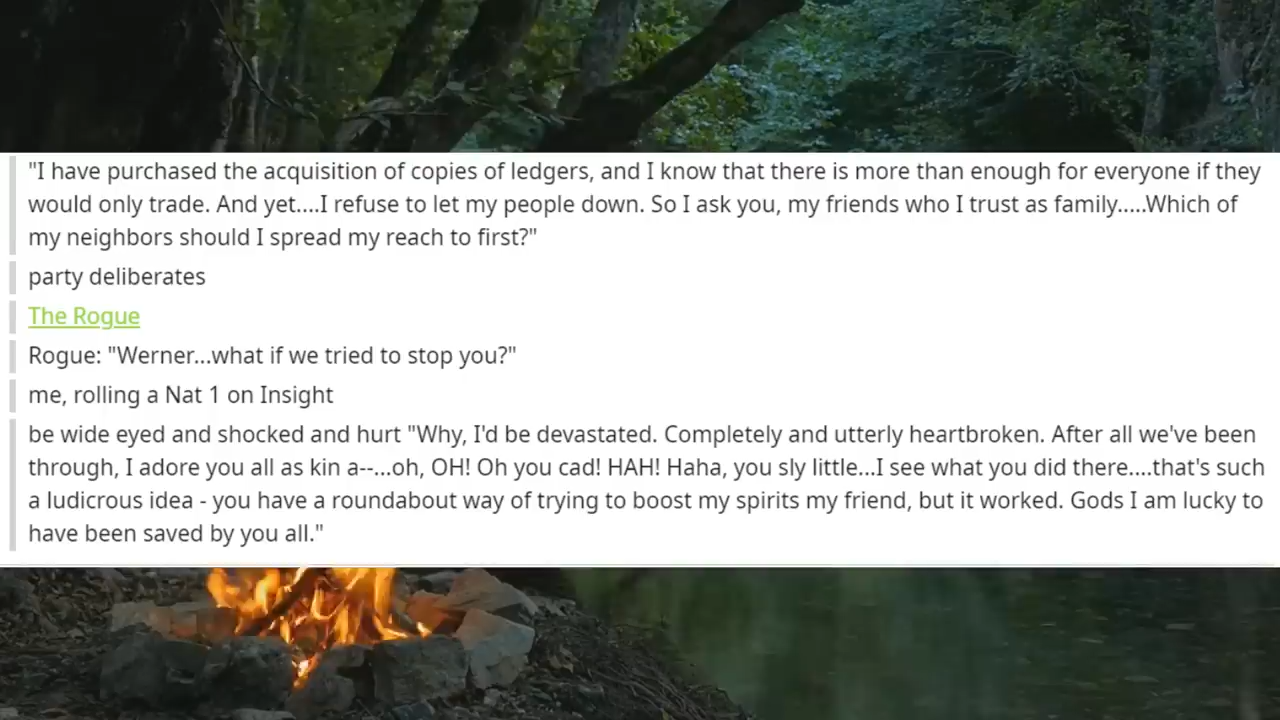 "I have purchased the acquisition of copies of ledgers, and I know that there is more than enough for everyone if they
would only trade. And yet....I refuse to let my people down. So I ask you, my friends who I trust as family.....Which of
my neighbors should I spread my reach to first?"
party deliberates
The Rogue
Rogue: "Werner...what if we tried to stop you?"
me, rolling a Nat 1 on Insight
be wide eyed and shocked and hurt "Why, I'd be devastated. Completely and utterly heartbroken. After all we've been
through, I adore you all as kin a--...oh, OH! Oh you cad! HAH! Haha, you sly little...I see what you did there....that's such
a ludicrous idea - you have a roundabout way of trying to boost my spirits my friend, but it worked. Gods I am lucky to
have been saved by you all."